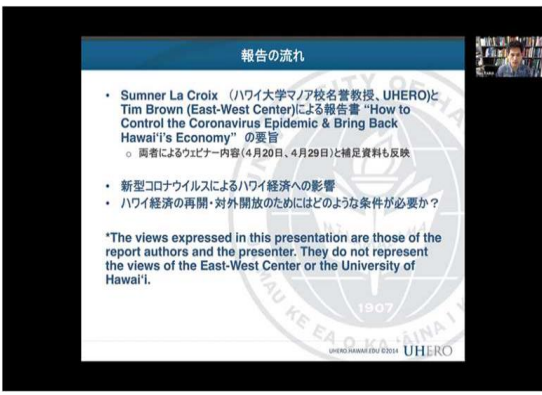 報告の流れ
• Sumner La Croix （ハワイ大学マノア校名誉教授、UHERO)と
Tim Brown (East-West Center)による報告書 “How to
Control the Coronavirus Epidemic & Bring Back
Hawai‘i’s Economy” の要旨
○ 両者によるウェビナー内容(4月20日、4月29日)と補足資料も反映
• 新型コロナウイルスによるハワイ経済への影響
• ハワイ経済の再開・対外開放のためにはどのような条件が必要か？
*The views expressed in this presentation are those of the
report authors and the presenter. They do not represent
the views of the East-West Center or the University of
Hawai‘i.
1907
UHERO.HAWAII.EDU ©2014 UHERO